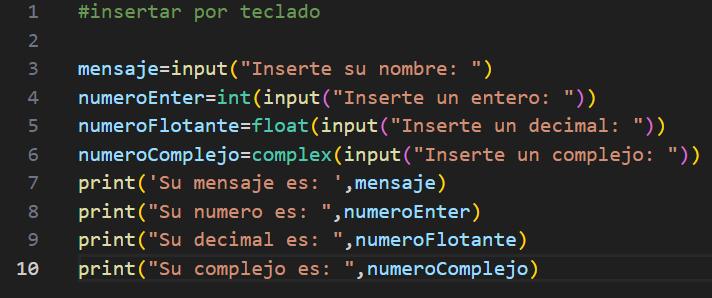 1 #insertar por teclado
2
3 mensaje=input("Inserte su nombre: ")
4 numeroEnter=int(input("Inserte un entero: "))
5 numeroFlotante=float(input("Inserte un decimal: "))
6 numeroComplejo=complex(input("Inserte un complejo: "))
7 print('Su mensaje es: ',mensaje)
8 print("Su numero es: ",numeroEnter)
9 print("Su decimal es: ",numeroFlotante)
10 print("Su complejo es: ",numeroComplejo)